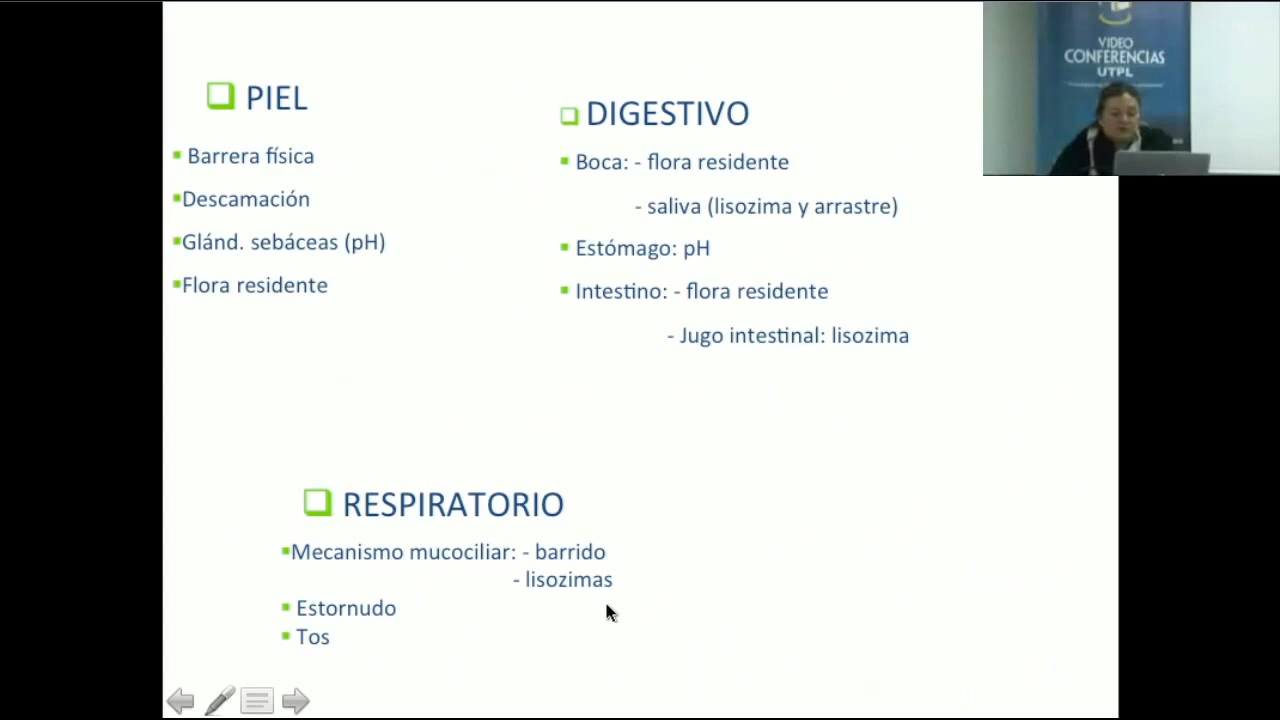 PIEL
Barrera física
Descamación
Glánd. sebáceas (pH)
Flora residente
DIGESTIVO
Boca: - flora residente
- saliva (lisozima y arrastre)
Estómago: pH
Intestino: - flora residente
- Jugo intestinal: lisozima
RESPIRATORIO
Mecanismo mucociliar: - barrido
- lisozimas
Estornudo
Tos
VIDEO
CONFERENCIAS
UTPL